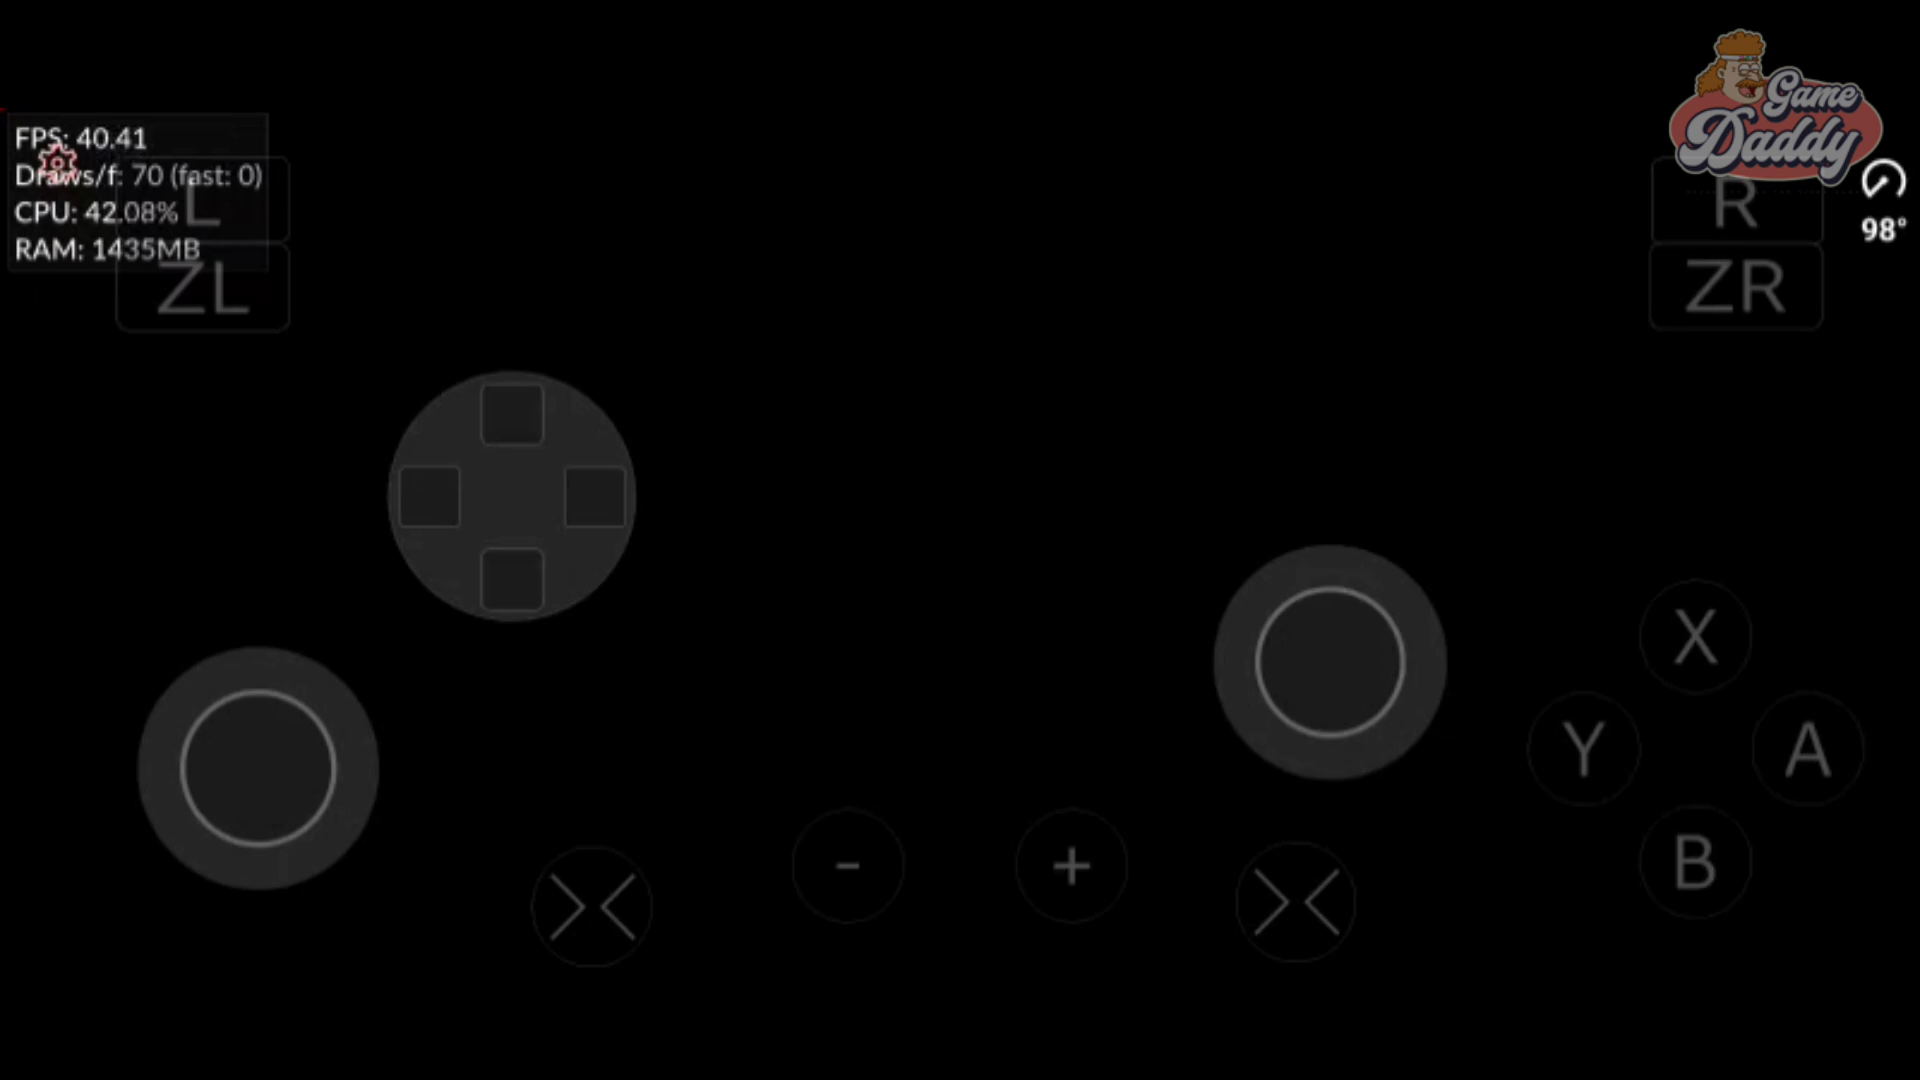 Game
Daddy
FPS: 40.41
Draws/f: 70 (fast: 0)
CPU: 42.08%
RAM: 1435MB
L
ZL
R
ZR
98°
X
Y
A
B
-
+